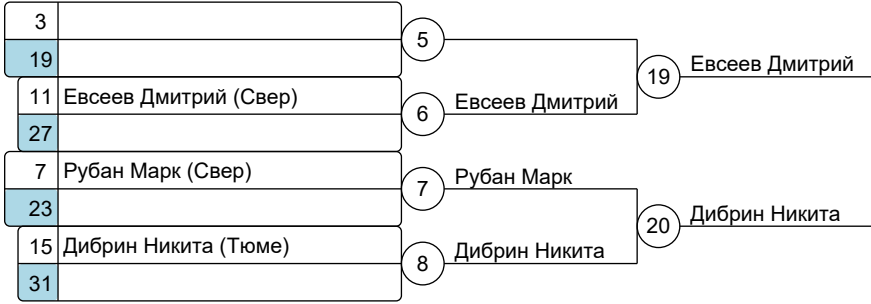 3
5
19
19 Евсеев Дмитрий
11 Евсеев Дмитрий (Свер)
6 Евсеев Дмитрий
27
7 Рубан Марк (Свер)
7 Рубан Марк
23
20 Дибрин Никита
15 Дибрин Никита (Тюме)
8 Дибрин Никита
31